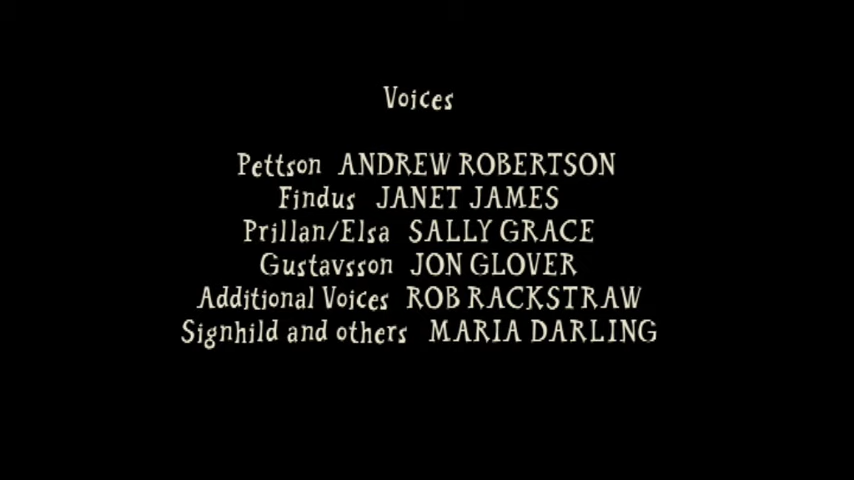 Voices
Pettson ANDREW ROBERTSON
Findus JANET JAMES
Prillan/Elsa SALLY GRACE
Gustavsson JON GLOVER
Additional Voices ROB RACKSTRAW
Signhild and others MARIA DARLING